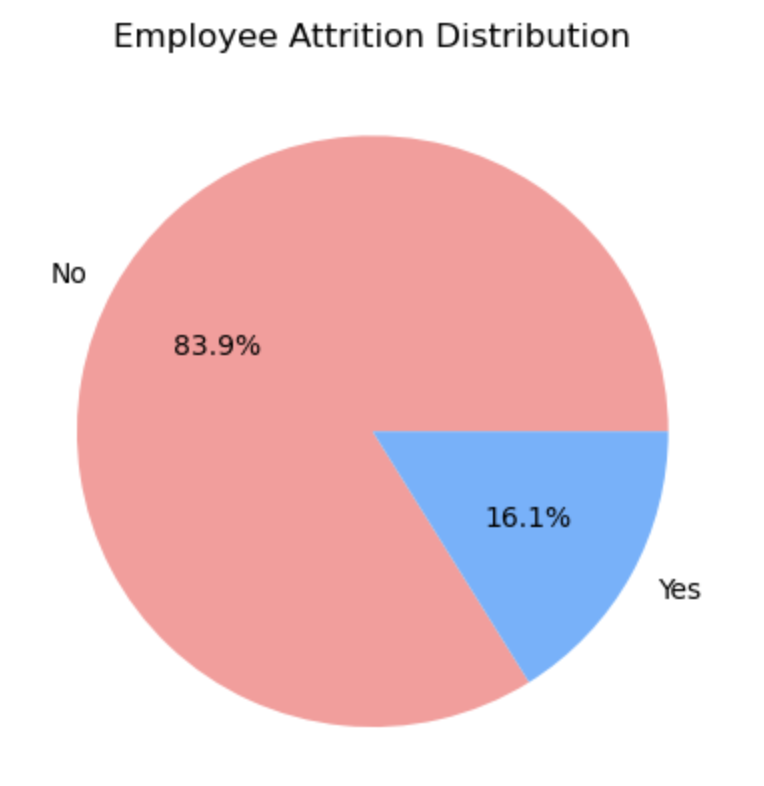 Employee Attrition Distribution
No
83.9%
16.1%
Yes